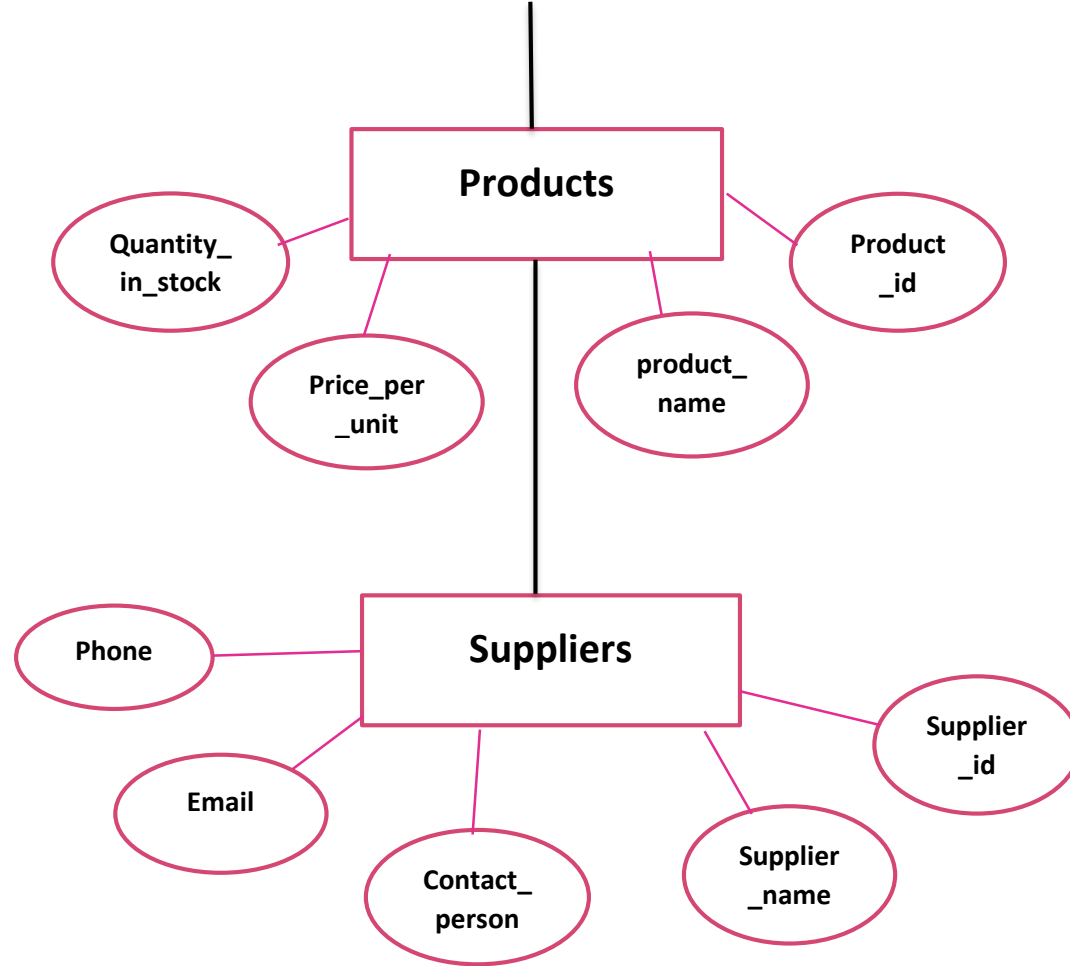 Products
Quantity_
in_stock
Product
_id
Price_per
_unit
product_
name
Suppliers
Phone
Supplier
_id
Email
Supplier
_name
Contact_
person